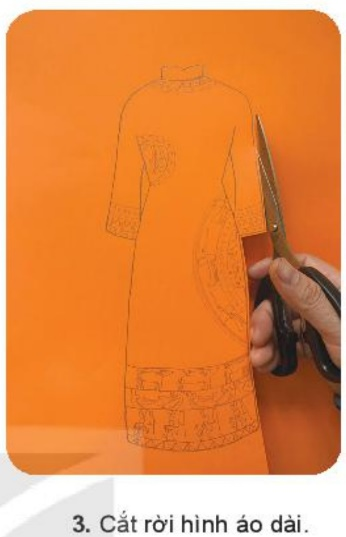 3. Cắt rời hình áo dài.